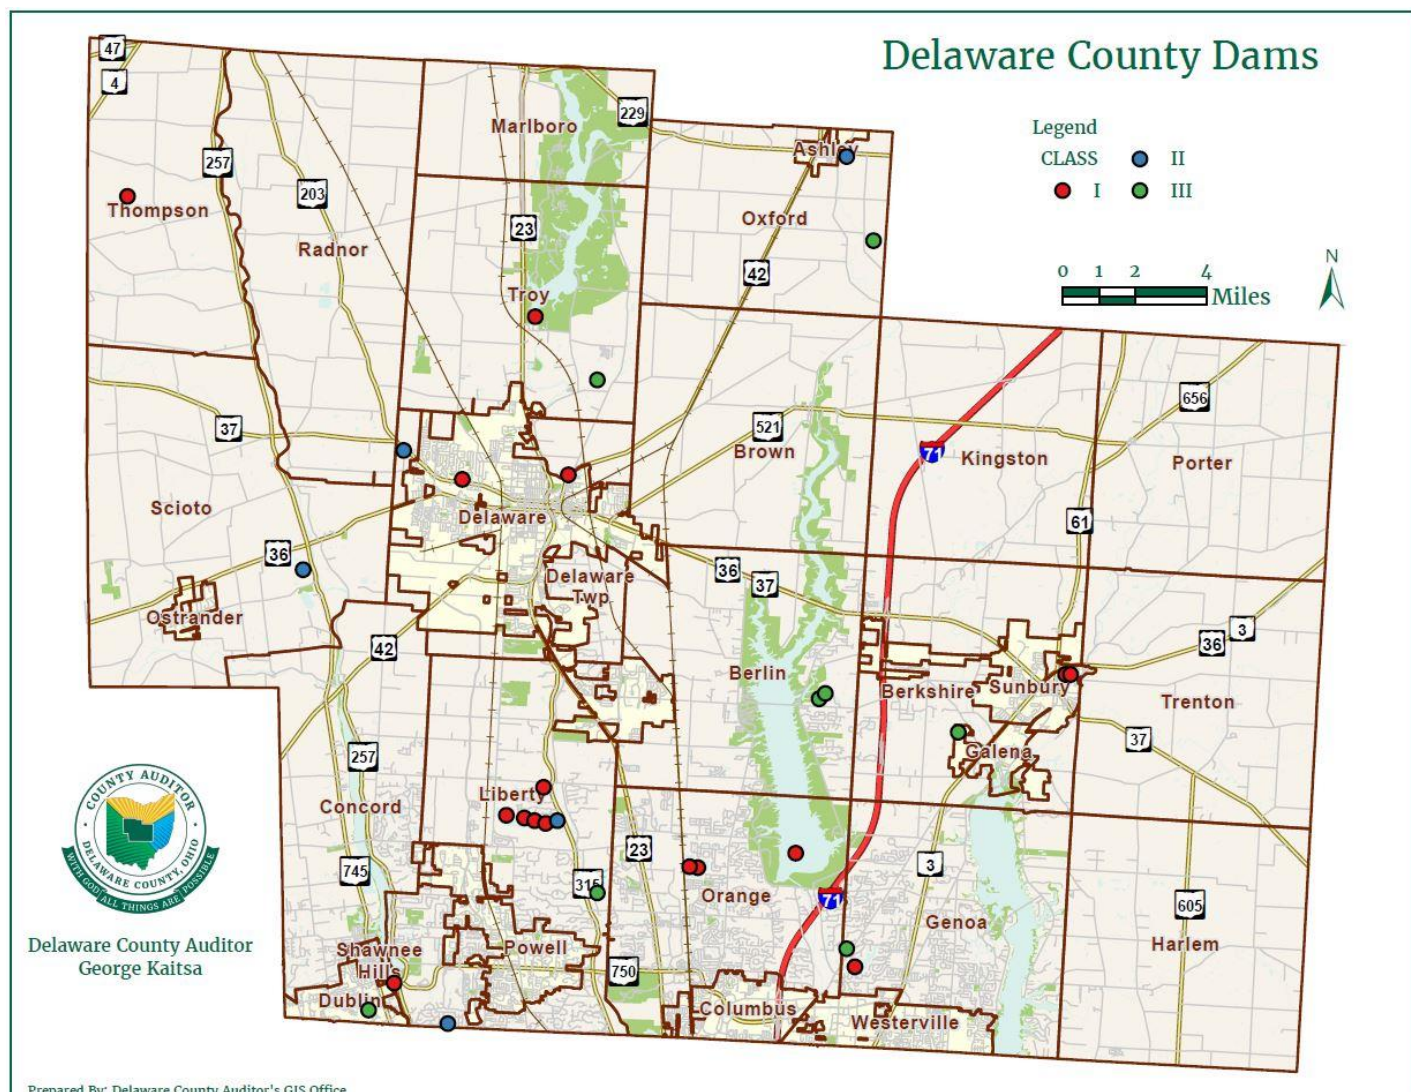 Delaware County Dams
Legend
CLASS
II
I
III
0 1 2 4
Miles
N
47
4
257
203
Marlboro
229
Ashley
Thompson
Radnor
23
Oxford
42
Troy
37
521
Brown
71
Kingston
656
Porter
Scioto
Delaware
61
36
Delaware
Twp
36
37
Ostrander
42
36
3
Berlin
Berkshire
Sunbury
Trenton
37
Galena
257
Concord
Liberty
745
23
315
Orange
71
3
Genoa
605
Harlem
Shawnee
Hills
Powell
750
Dublin
Columbus
Westerville
COUNTY AUDITOR
DELAWARE COUNTY, OHIO
WITH GOD ALL THINGS ARE POSSIBLE
Delaware County Auditor
George Kaitsa
Prepared By: Delaware County Auditor's GIS Office